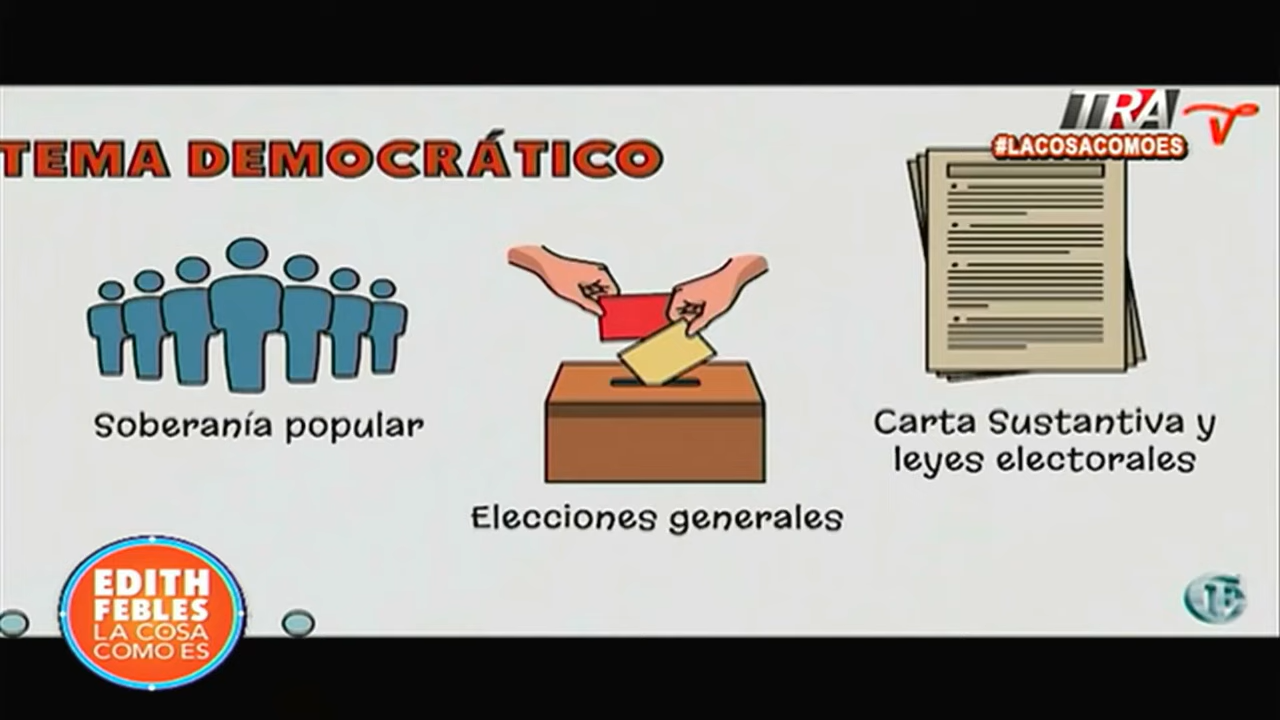 TRA
#LACOSACOMOES
TEMA DEMOCRÁTICO
Soberanía popular
Elecciones generales
Carta Sustantiva y
leyes electorales
EDITH
FEBLES
LA COSA
COMO ES